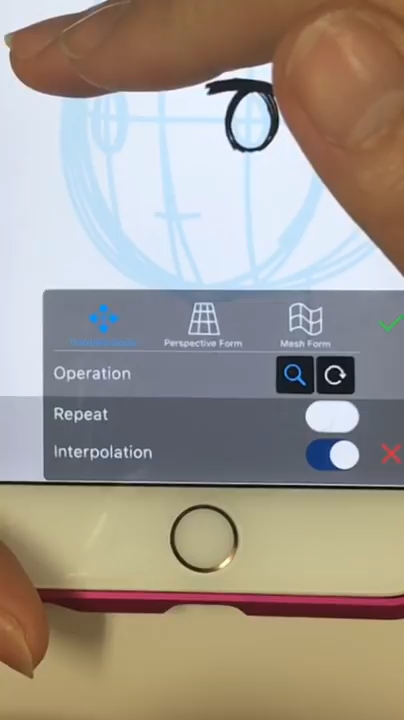 Perspective Form
Mesh Form
Operation
Repeat
Interpolation